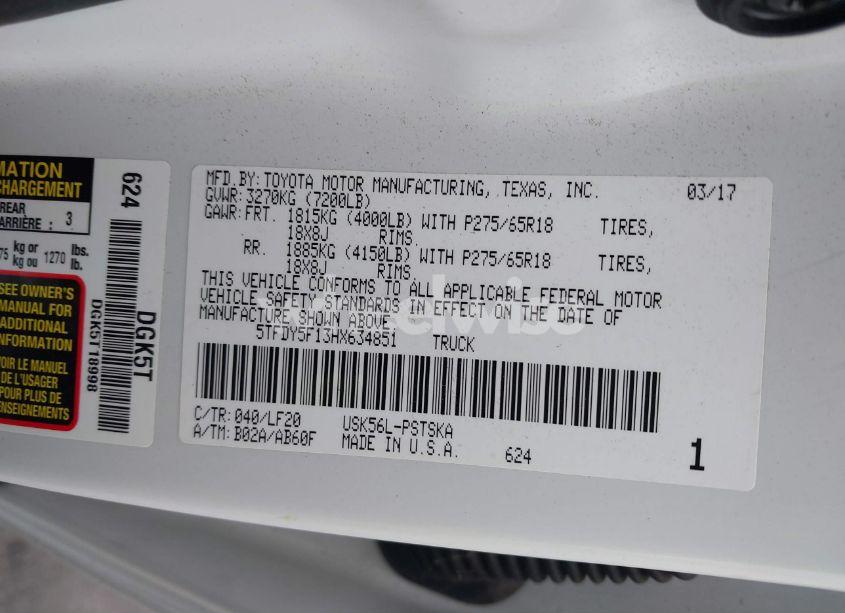 MATION
CHARGEMENT
REAR
ARRIÈRE : 3
75 kg or 1270 lbs.
kg ou lb.
SEE OWNER'S
MANUAL FOR
ADDITIONAL
INFORMATION
VOIR LE MANUEL
DE L'USAGER
POUR PLUS DE
624
DGK5T
DGK5T18998
MFD.BY:TOYOTA MOTOR MANUFACTURING, TEXAS, INC. 03/17
GVWR:3270KG (7200LB)
GAWR:FRT. 1815KG (4000LB) WITH P275/65R18 TIRES,
18X8J RIMS.
RR. 1885KG (4150LB) WITH P275/65R18 TIRES,
18X8J RIMS.
THIS VEHICLE CONFORMS TO ALL APPLICABLE FEDERAL MOTOR
VEHICLE SAFETY STANDARDS IN EFFECT ON THE DATE OF
MANUFACTURE SHOWN ABOVE.
5TFDY5F13HX634851 TRUCK
C/TR:040/LF20 USK56L-PSTSKA
A/TM:B02A/AB60F MADE IN U.S.A. 624
1